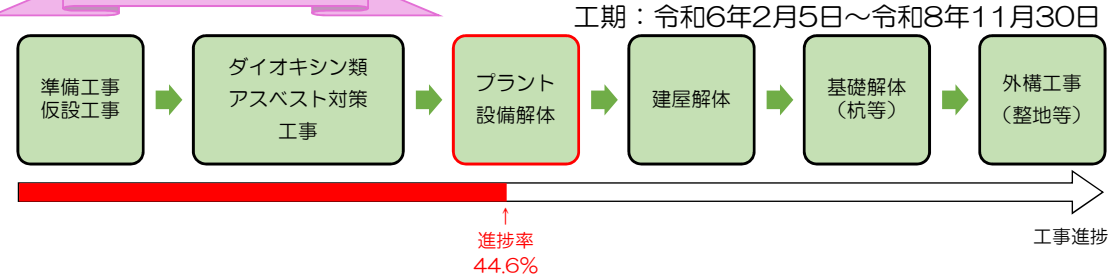 工期：令和6年2月5日～令和8年11月30日
準備工事
仮設工事
ダイオキシン類
アスベスト対策
工事
プラント
設備解体
建屋解体
基礎解体
（杭等）
外構工事
（整地等）
↑
進捗率
44.6%
工事進捗